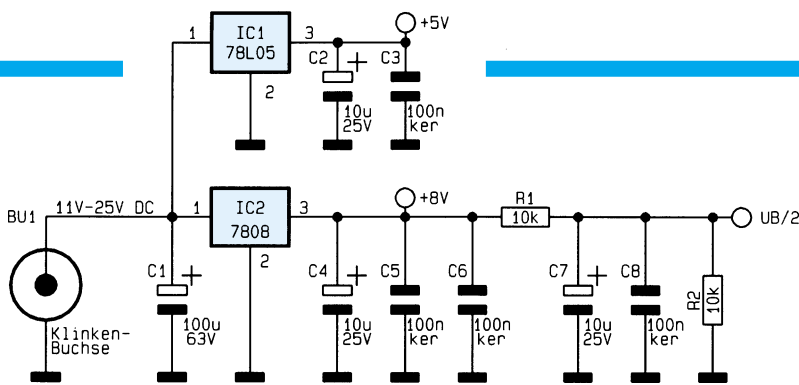 +5V
1
IC1
78L05
3
C2
+
C3
2
10u
25V
100n
ker
BU1
11V-25V DC
1
IC2
7808
3
+8V
R1
10k
UB/2
2
C1
+
C4
+
C5
C6
C7
+
C8
R2
10k
Klinken-
Buchse
100u
63V
10u
25V
100n
ker
100n
ker
10u
25V
100n
ker